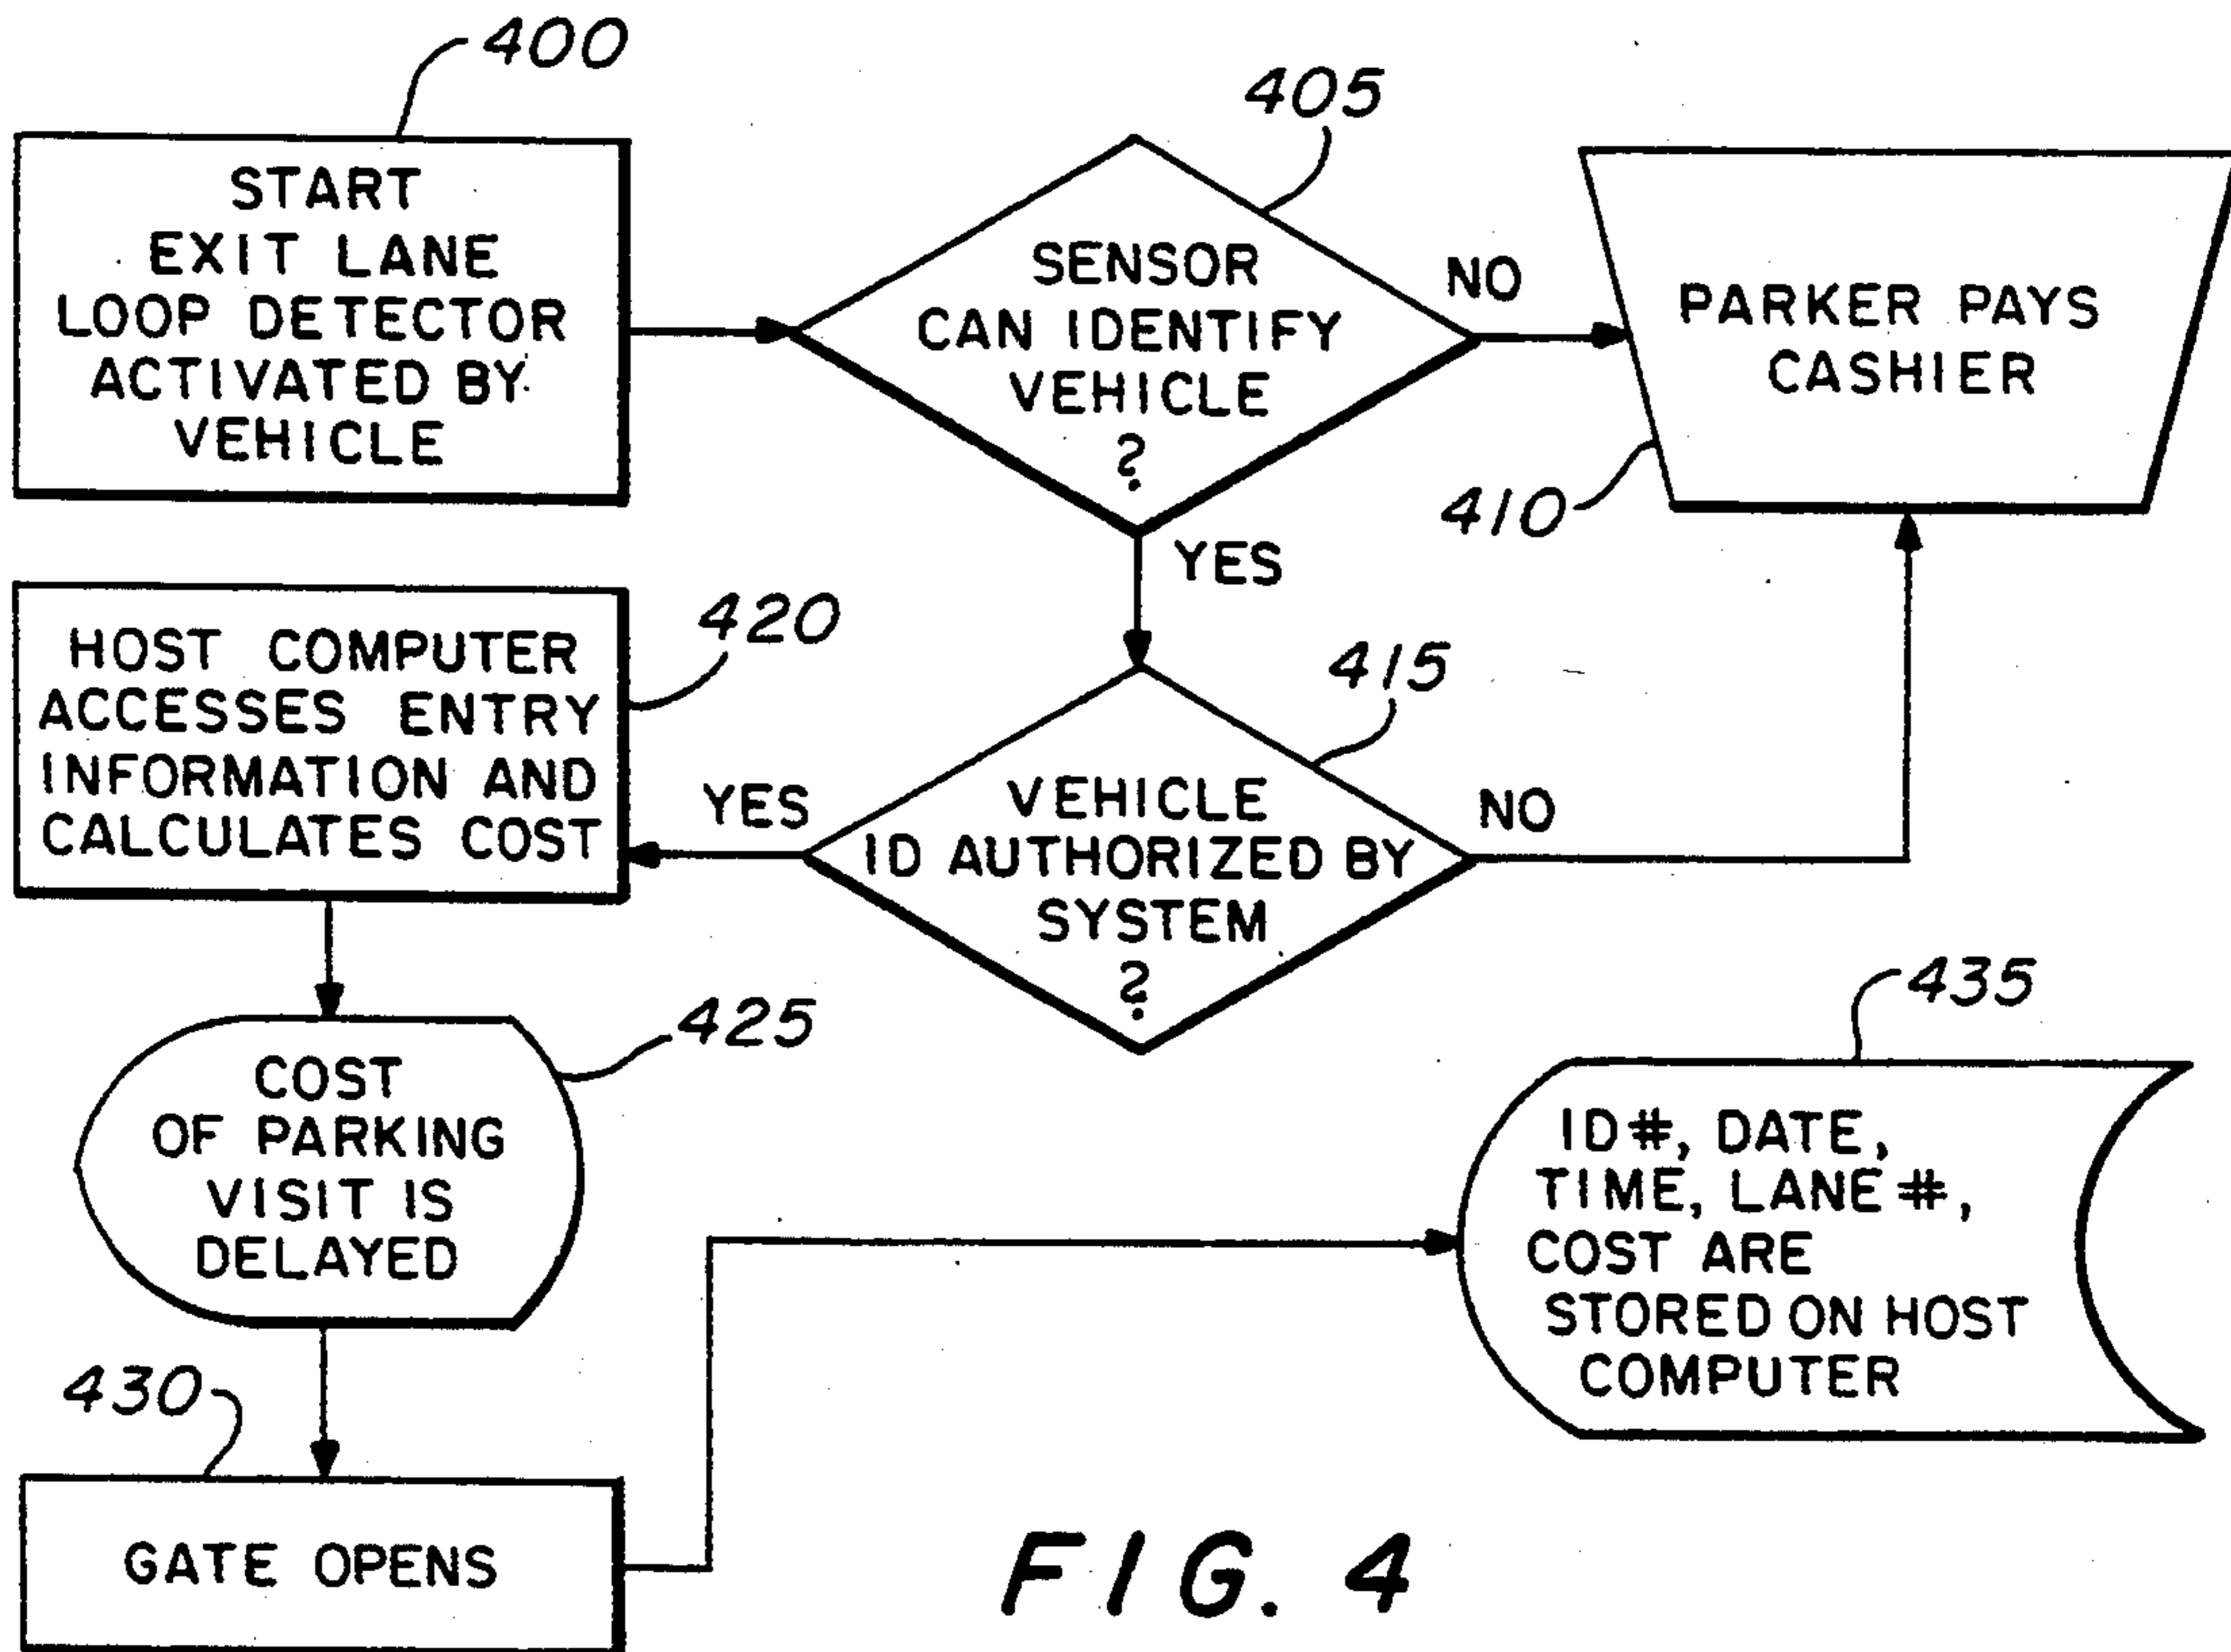 400
START
EXIT LANE
LOOP DETECTOR
ACTIVATED BY
VEHICLE
405
SENSOR
CAN IDENTIFY
VEHICLE
?
NO
YES
PARKER PAYS
CASHIER
410
415
VEHICLE
ID AUTHORIZED BY
SYSTEM
?
YES
NO
420
HOST COMPUTER
ACCESSES ENTRY
INFORMATION AND
CALCULATES COST
425
COST
OF PARKING
VISIT IS
DELAYED
430
GATE OPENS
435
ID#, DATE,
TIME, LANE #,
COST ARE
STORED ON HOST
COMPUTER
FIG. 4